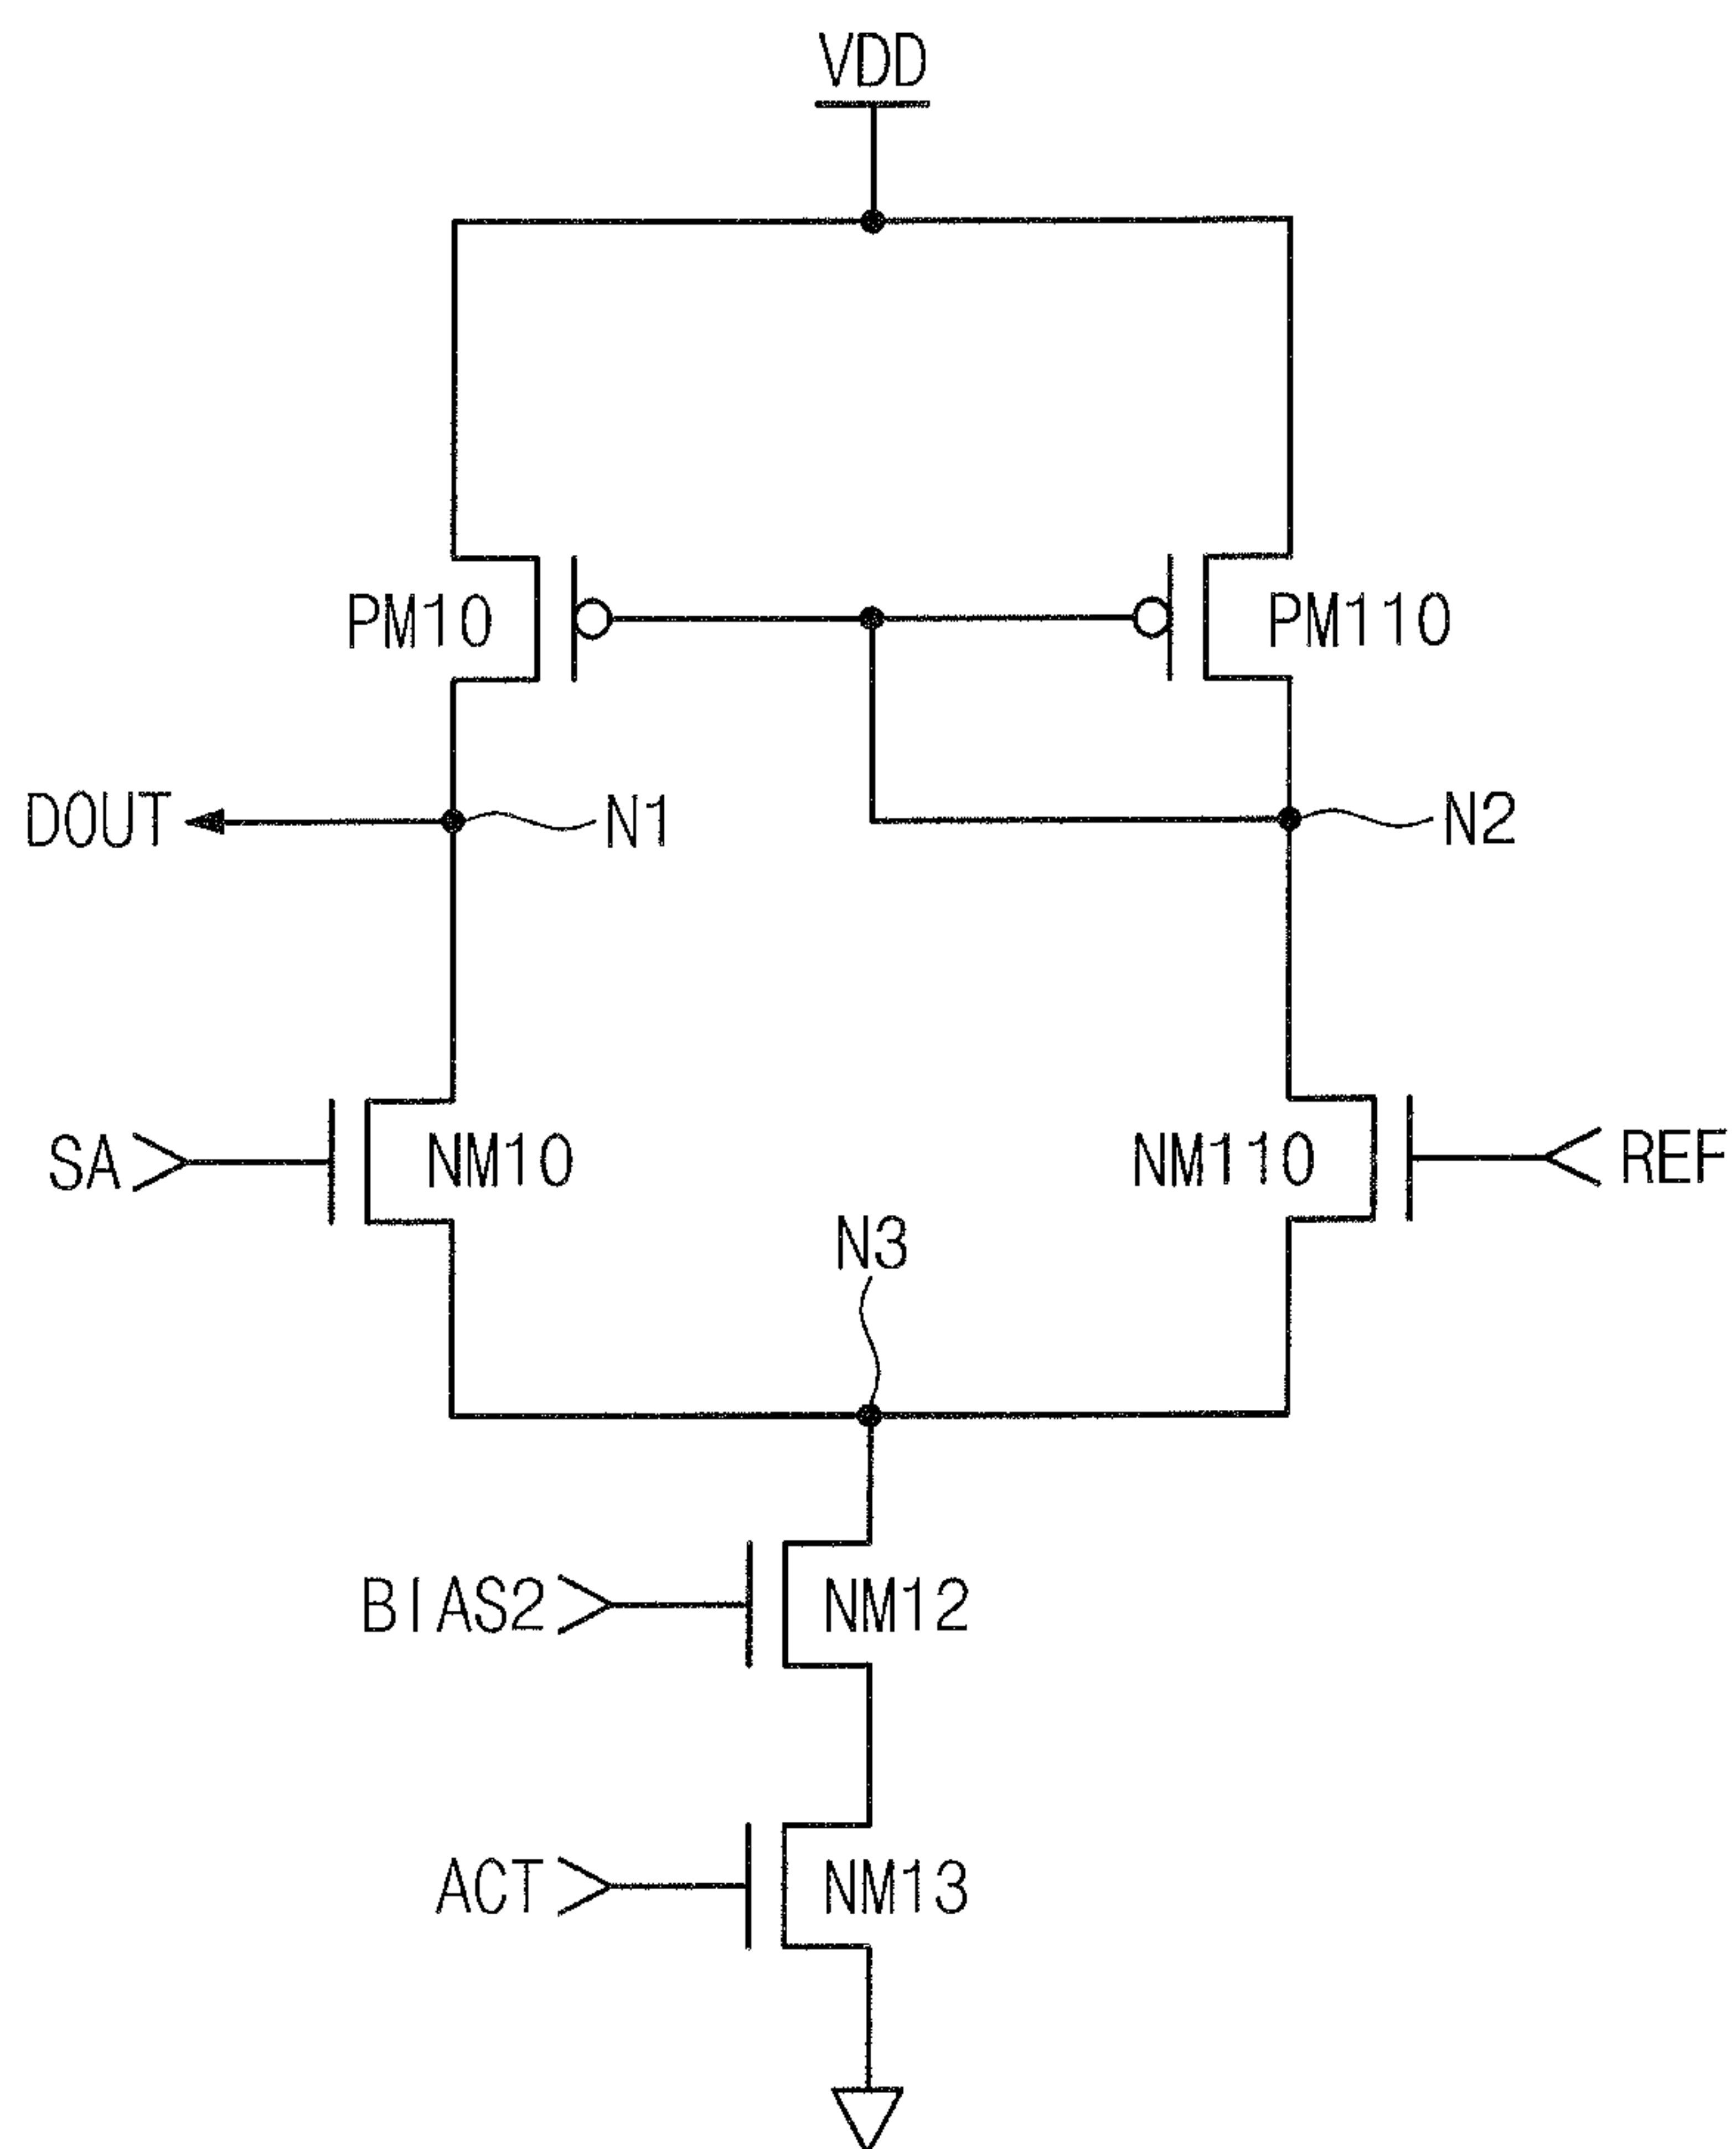 VDD
PM10
PM110
DOUT
N1
N2
SA
NM10
NM110
REF
N3
BIAS2
NM12
ACT
NM13